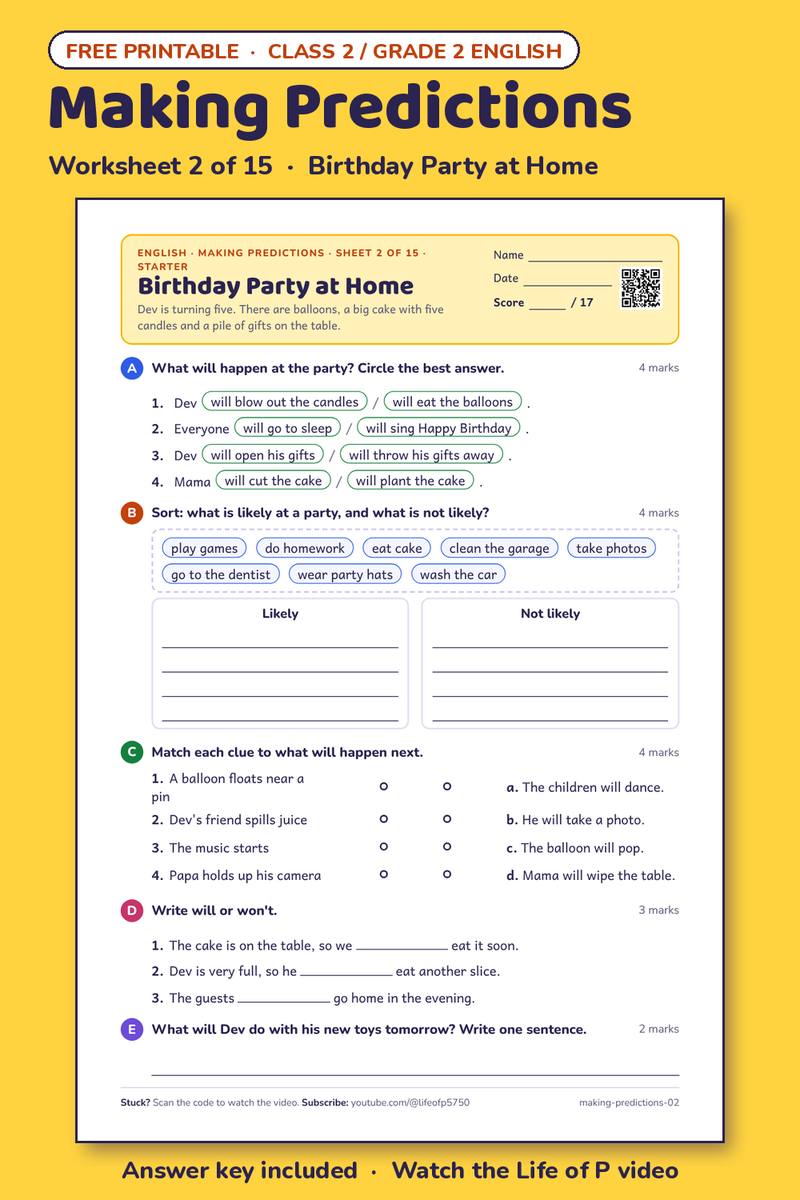 FREE PRINTABLE · CLASS 2 / GRADE 2 ENGLISH
Making Predictions
Worksheet 2 of 15 · Birthday Party at Home
ENGLISH · MAKING PREDICTIONS · SHEET 2 OF 15 ·
STARTER
Birthday Party at Home
Dev is turning five. There are balloons, a big cake with five
candles and a pile of gifts on the table.
Name
Date
Score / 17
A What will happen at the party? Circle the best answer. 4 marks
1. Dev will blow out the candles / will eat the balloons .
2. Everyone will go to sleep / will sing Happy Birthday .
3. Dev will open his gifts / will throw his gifts away .
4. Mama will cut the cake / will plant the cake .
B Sort: what is likely at a party, and what is not likely? 4 marks
play games do homework eat cake clean the garage take photos
go to the dentist wear party hats wash the car
Likely Not likely
C Match each clue to what will happen next. 4 marks
1. A balloon floats near a
pin
a. The children will dance.
2. Dev's friend spills juice b. He will take a photo.
3. The music starts c. The balloon will pop.
4. Papa holds up his camera d. Mama will wipe the table.
D Write will or won't. 3 marks
1. The cake is on the table, so we ____ eat it soon.
2. Dev is very full, so he ____ eat another slice.
3. The guests ____ go home in the evening.
E What will Dev do with his new toys tomorrow? Write one sentence. 2 marks
Stuck? Scan the code to watch the video. Subscribe: youtube.com/@lifeofp5750 making-predictions-02
Answer key included · Watch the Life of P video